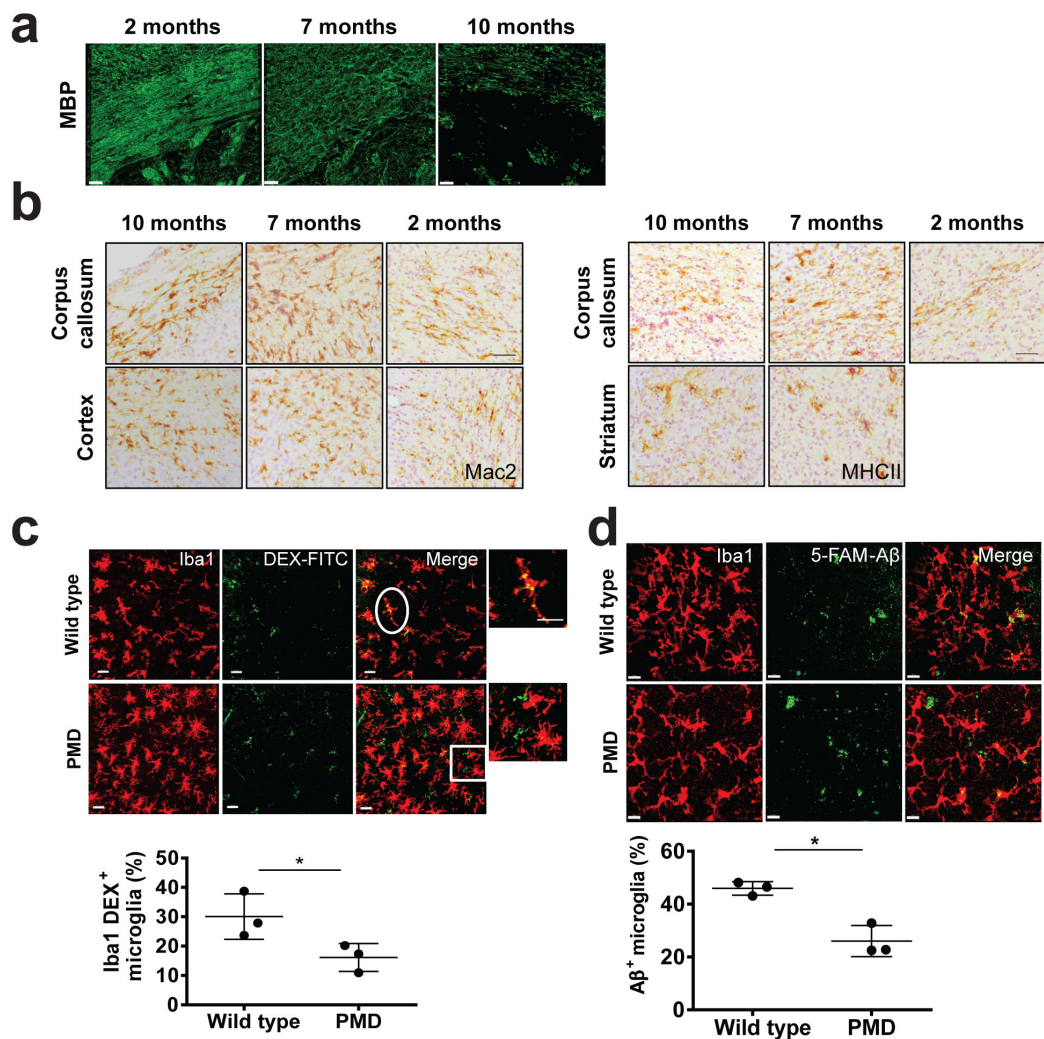 a
2 months 7 months 10 months
MBP
b
10 months 7 months 2 months
Corpus
callosum
Cortex
Mac2
10 months 7 months 2 months
Corpus
callosum
Striatum
MHCII
c
Iba1 DEX-FITC Merge
Wild type
PMD
*
Iba1 DEX+
microglia (%)
50
40
30
20
10
0
Wild type PMD
d
Iba1 5-FAM-Aβ Merge
Wild type
PMD
*
Aβ+ microglia (%)
60
40
20
0
Wild type PMD